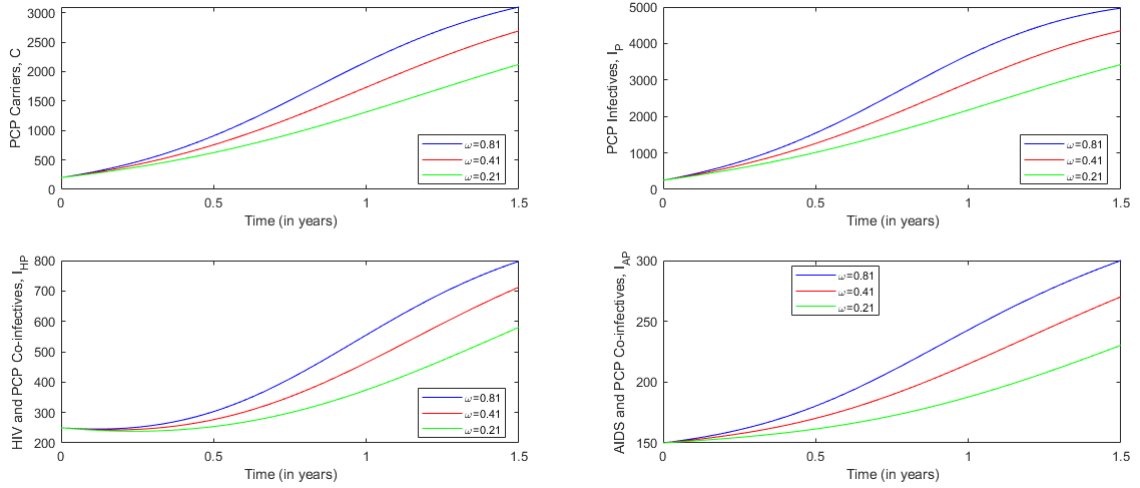 PCP Carriers, C
3000
2500
2000
1500
1000
500
0
0
0.5
1
1.5
Time (in years)
ω=0.81
ω=0.41
ω=0.21
PCP Infectives, I_P
5000
4000
3000
2000
1000
0
0
0.5
1
1.5
Time (in years)
ω=0.81
ω=0.41
ω=0.21
HIV and PCP Co-infectives, I_HP
800
700
600
500
400
300
200
0
0.5
1
1.5
Time (in years)
ω=0.81
ω=0.41
ω=0.21
AIDS and PCP Co-infectives, I_AP
300
250
200
150
0
0.5
1
1.5
Time (in years)
ω=0.81
ω=0.41
ω=0.21